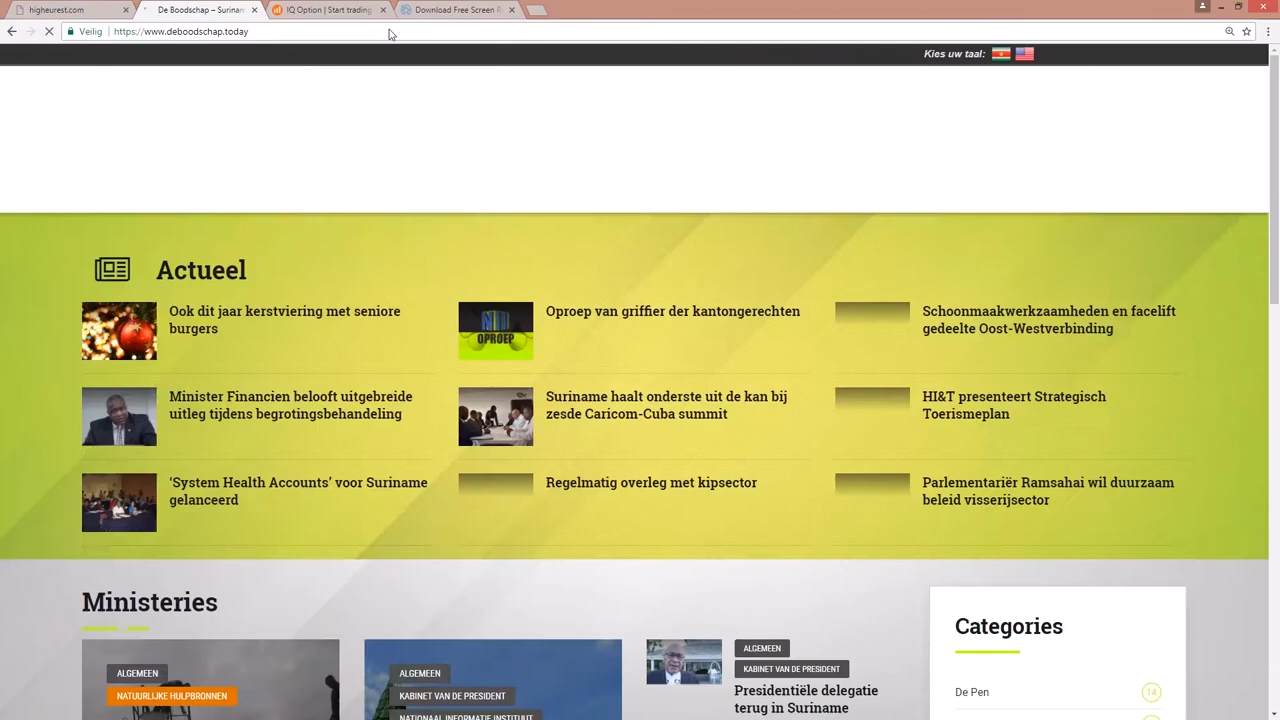 higheurest.com
De Boodschap – Surinam
IQ Option | Start trading
Download Free Screen R
Veilig
https://www.deboodschap.today
Kies uw taal:
Actueel
Ook dit jaar kerstviering met seniore
burgers
Oproep van griffier der kantongerechten
Schoonmaakwerkzaamheden en facelift
gedeelte Oost-Westverbinding
OPROEP
Minister Financien belooft uitgebreide
uitleg tijdens begrotingsbehandeling
Suriname haalt onderste uit de kan bij
zesde Caricom-Cuba summit
HI&T presenteert Strategisch
Toerismeplan
‘System Health Accounts’ voor Suriname
gelanceerd
Regelmatig overleg met kipsector
Parlementariër Ramsahai wil duurzaam
beleid visserijsector
Ministeries
Categories
ALGEMEEN
NATUURLIJKE HULPBRONNEN
ALGEMEEN
KABINET VAN DE PRESIDENT
NATIONAAL INFORMATIE INSTITUUT
ALGEMEEN
KABINET VAN DE PRESIDENT
Presidentiële delegatie
terug in Suriname
De Pen
14